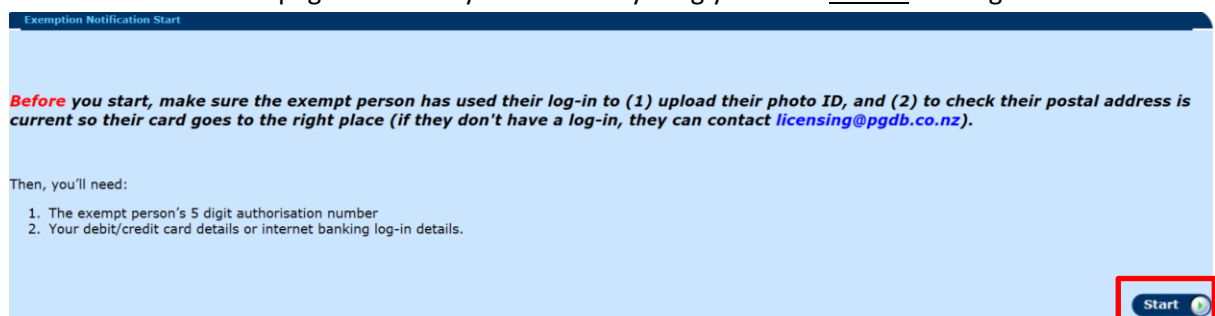 Exemption Notification Start
Before you start, make sure the exempt person has used their log-in to (1) upload their photo ID, and (2) to check their postal address is
current so their card goes to the right place (if they don't have a log-in, they can contact licensing@pgdb.co.nz).
Then, you'll need:
1. The exempt person's 5 digit authorisation number
2. Your debit/credit card details or internet banking log-in details.
Start